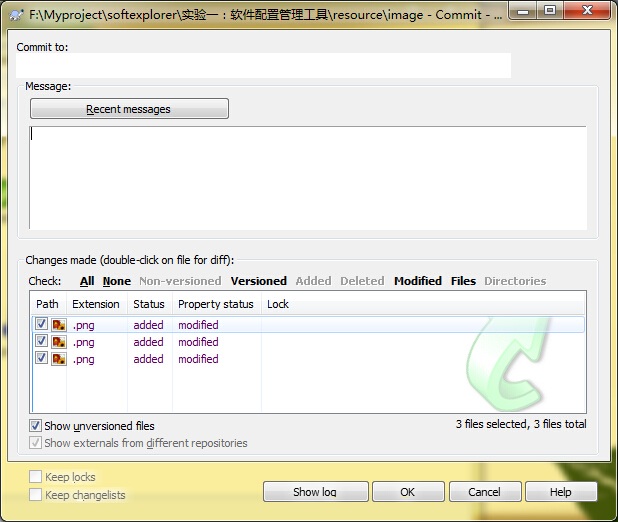 F:\Myproject\softexplorer\实验一：软件配置管理工具\resource\image - Commit - ...
Commit to:
Message:
Recent messages
Changes made (double-click on file for diff):
Check: All None Non-versioned Versioned Added Deleted Modified Files Directories
Path Extension Status Property status Lock
.png added modified
.png added modified
.png added modified
Show unversioned files
3 files selected, 3 files total
Show externals from different repositories
Keep locks
Keep changelists
Show log OK Cancel Help